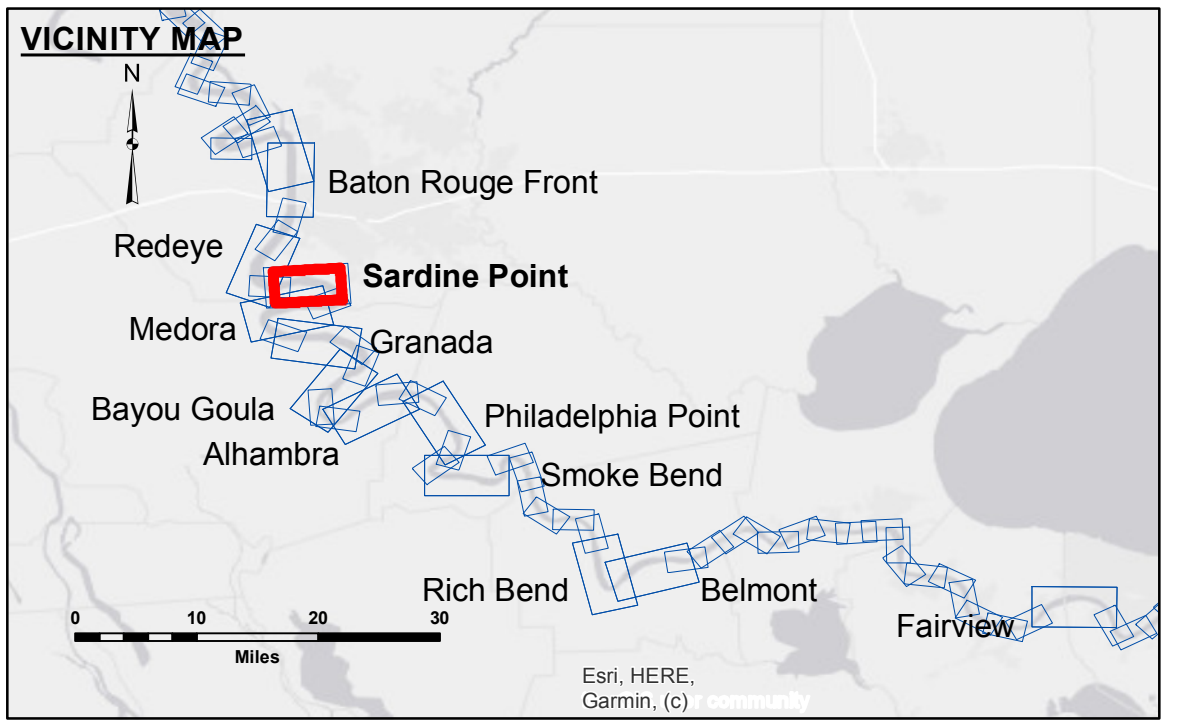 VICINITY MAP
N
Baton Rouge Front
Redeye
Sardine Point
Medora
Granada
Bayou Goula
Philadelphia Point
Alhambra
Smoke Bend
Rich Bend
Belmont
Fairview
0 10 20 30
Miles
Esri, HERE,
Garmin, (c) community